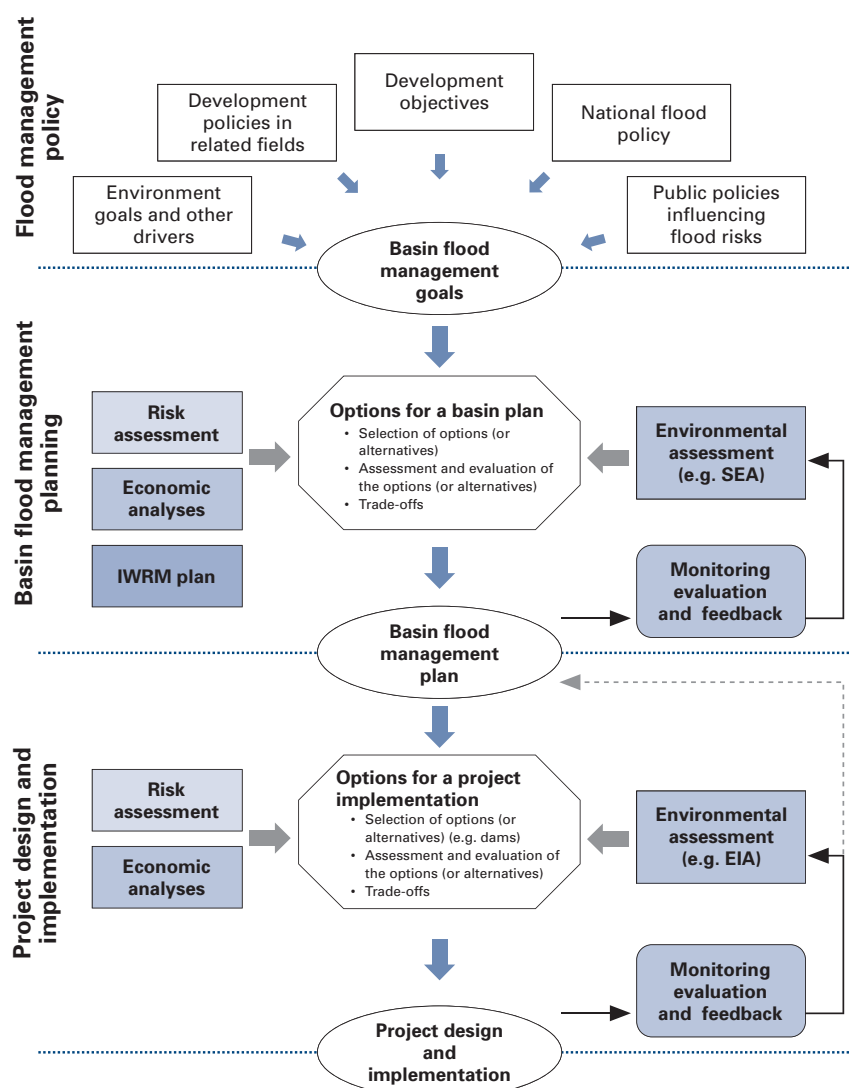 Flood management
policy
Development
objectives
Development
policies in
related fields
National flood
policy
Environment
goals and other
drivers
Public policies
influencing
flood risks
Basin flood
management
goals
Basin flood management
planning
Risk
assessment
Economic
analyses
IWRM plan
Options for a basin plan
• Selection of options (or
alternatives)
• Assessment and evaluation of
the options (or alternatives)
• Trade-offs
Environmental
assessment
(e.g. SEA)
Monitoring
evaluation
and feedback
Basin flood
management
plan
Project design and
implementation
Risk
assessment
Economic
analyses
Options for a project
implementation
• Selection of options (or
alternatives) (e.g. dams)
• Assessment and evaluation of
the options (or alternatives)
• Trade-offs
Environmental
assessment
(e.g. EIA)
Monitoring
evaluation
and feedback
Project design
and
implementation